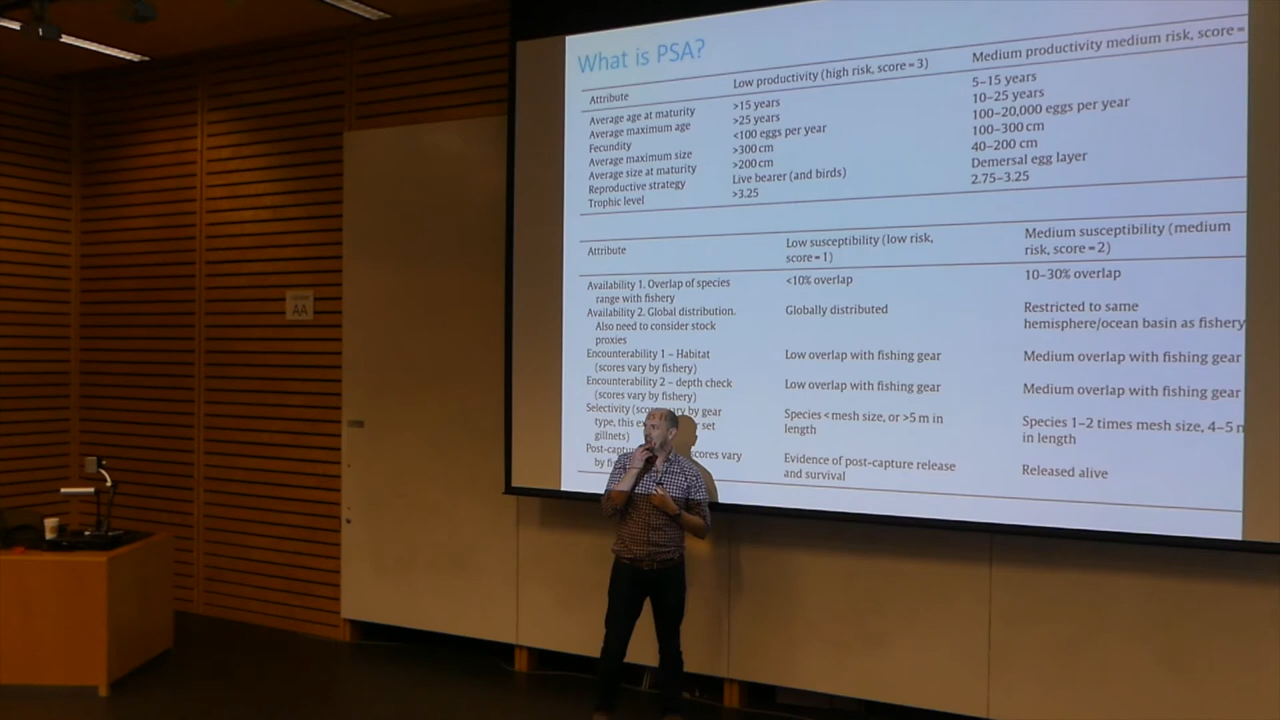 What is PSA?
Attribute Low productivity (high risk, score = 3) Medium productivity medium risk, score =
Average age at maturity >15 years 5–15 years
Average maximum age >25 years 10–25 years
Fecundity <100 eggs per year 100–20,000 eggs per year
Average maximum size >300 cm 100–300 cm
Average size at maturity >200 cm 40–200 cm
Reproductive strategy Live bearer (and birds) Demersal egg layer
Trophic level >3.25 2.75–3.25
Attribute Low susceptibility (low risk, Medium susceptibility (medium
score = 1) risk, score = 2)
Availability 1. Overlap of species <10% overlap 10–30% overlap
range with fishery
Availability 2. Global distribution. Globally distributed Restricted to same
Also need to consider stock hemisphere/ocean basin as fishery
proxies
Encounterability 1 – Habitat Low overlap with fishing gear Medium overlap with fishing gear
(scores vary by fishery)
Encounterability 2 – depth check Low overlap with fishing gear Medium overlap with fishing gear
(scores vary by fishery)
Selectivity by gear Species < mesh size, or >5 m in Species 1–2 times mesh size, 4–5
type, this set length in length
gillnets)
scores vary Evidence of post-capture release Released alive
by and survival
AA